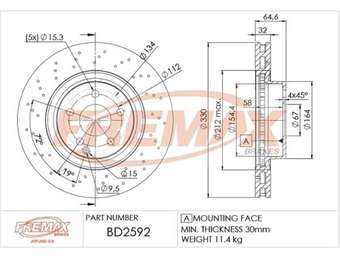 64,6
32
(5x) Ø 15.3
Ø 134
Ø 112
4x45°
58
Ø 330
Ø 212 max.
Ø 154,4
Ø 67
Ø 164
A
19°
Ø 15
Ø 9,5
FREMAX
BRAKES
FREMAX
BRAKES
PART NUMBER
BD2592
A MOUNTING FACE
MIN. THICKNESS 30mm
WEIGHT 11.4 kg